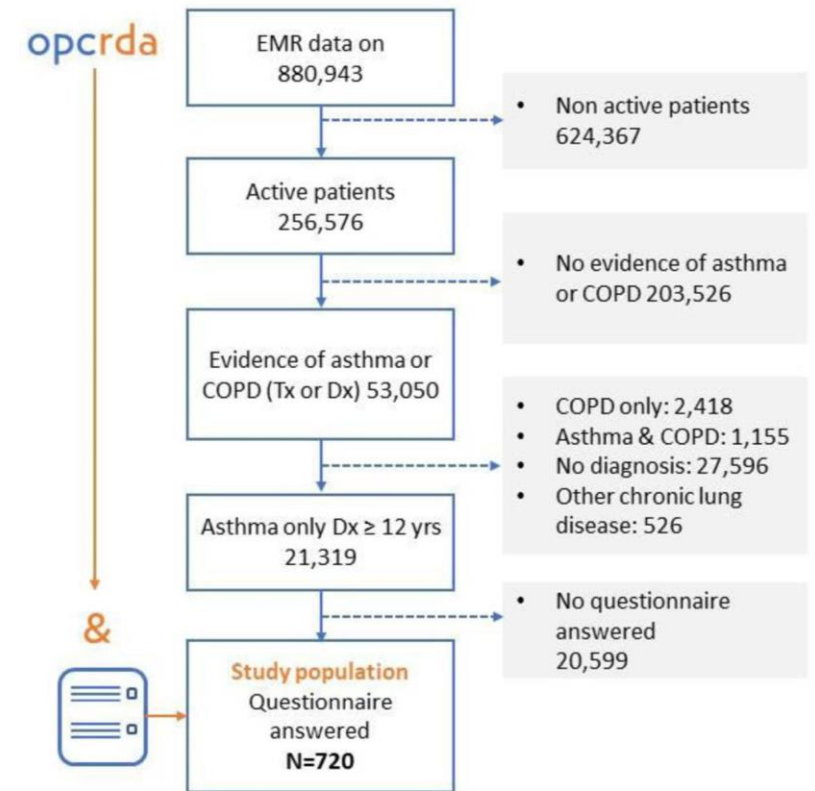 opcrda
EMR data on
880,943
• Non active patients
624,367
Active patients
256,576
• No evidence of asthma
or COPD 203,526
Evidence of asthma or
COPD (Tx or Dx) 53,050
• COPD only: 2,418
• Asthma & COPD: 1,155
• No diagnosis: 27,596
• Other chronic lung
disease: 526
Asthma only Dx ≥ 12 yrs
21,319
• No questionnaire
answered
20,599
&
Study population
Questionnaire
answered
N=720